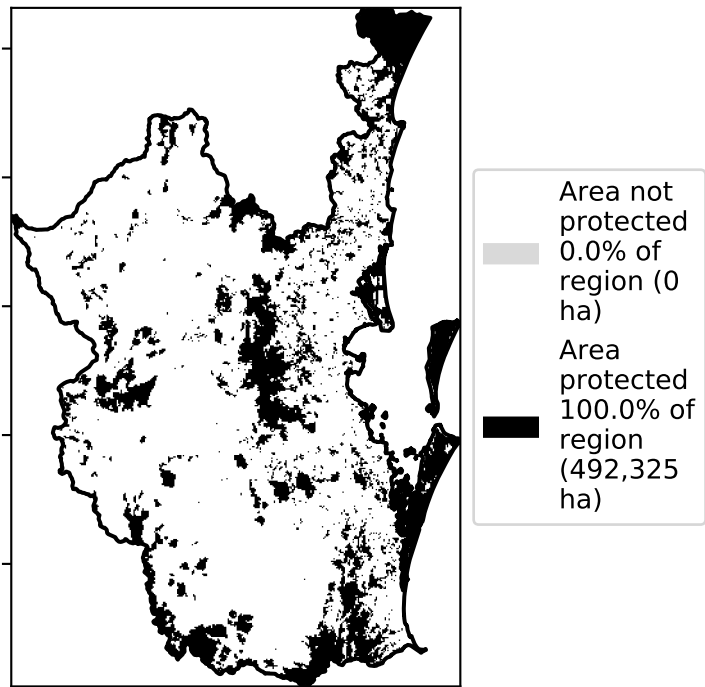 Area not
protected
0.0% of
region (0
ha)
Area
protected
100.0% of
region
(492,325
ha)